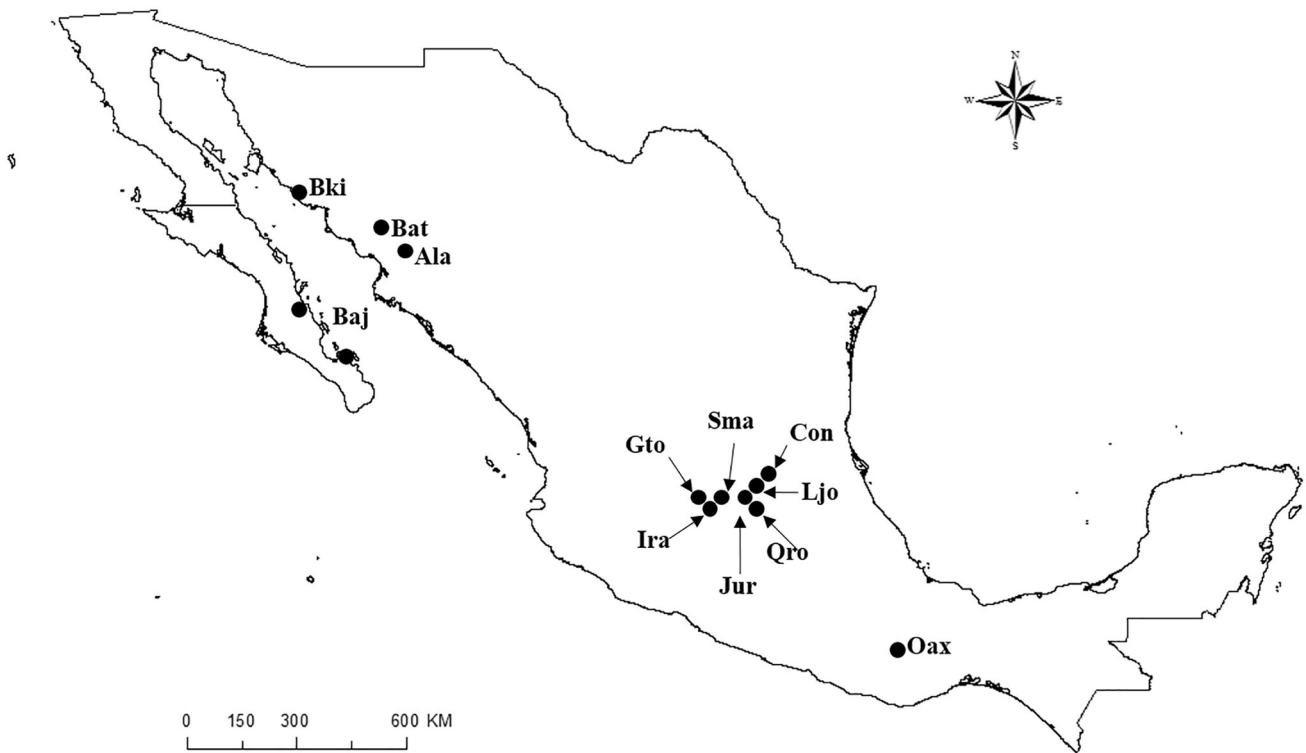 N
W E
S
Bki
Bat
Ala
Baj
Sma
Con
Gto
Ljo
Ira
Qro
Jur
Oax
0 150 300 600 KM